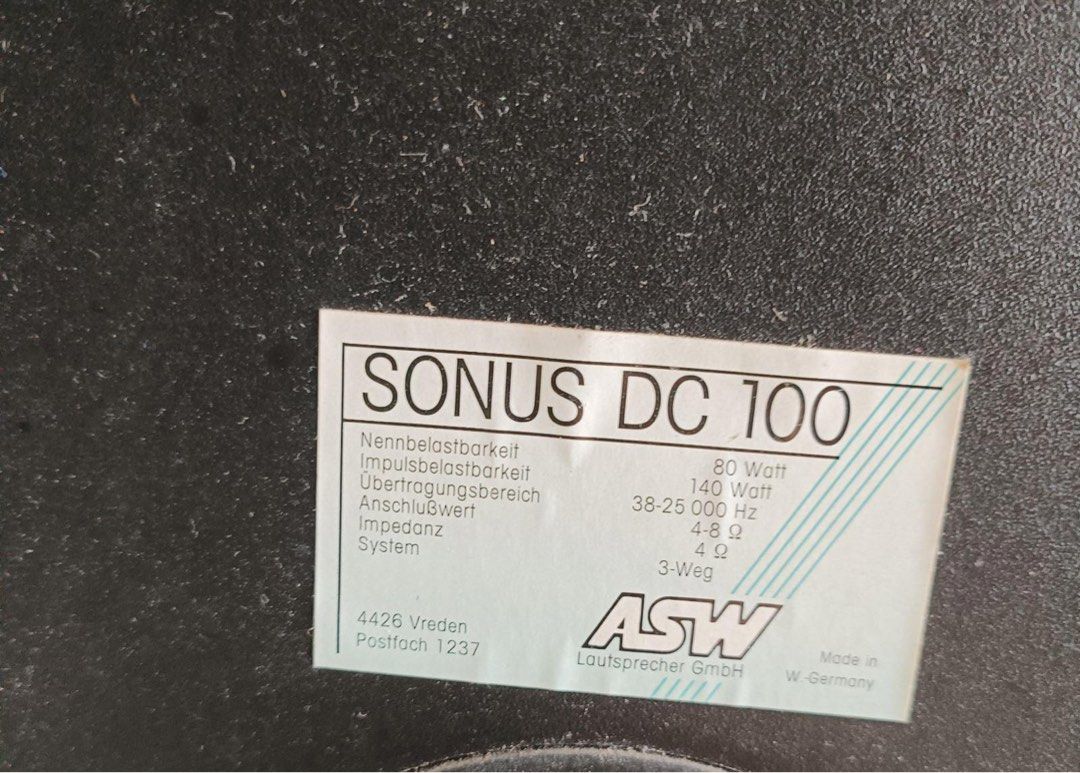 SONUS DC 100
Nennbelastbarkeit 80 Watt
Impulsbelastbarkeit 140 Watt
Übertragungsbereich 38-25 000 Hz
Anschlußwert 4-8 Ω
Impedanz 4 Ω
System 3-Weg
4426 Vreden
Postfach 1237
ASW
Lautsprecher GmbH
Made in
W.-Germany